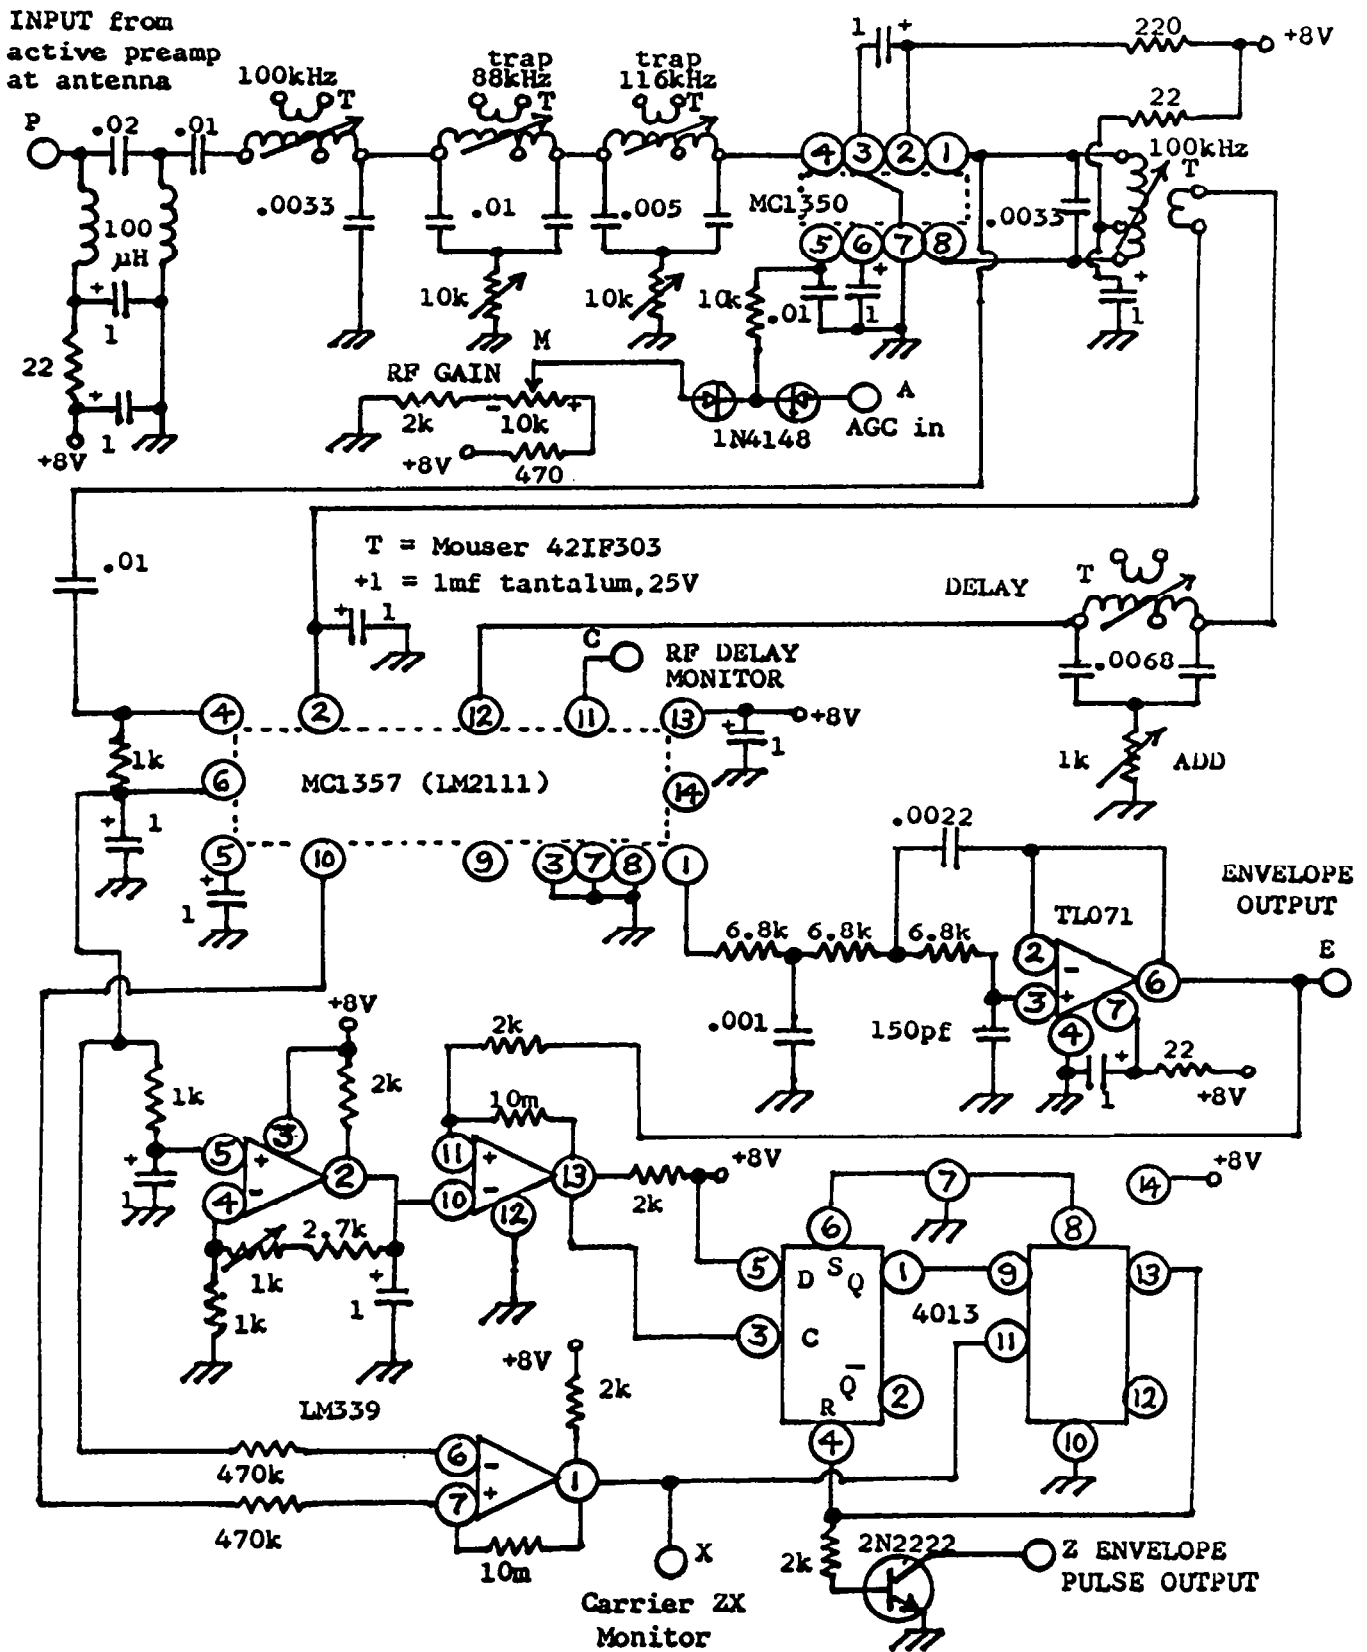 INPUT from
active preamp
at antenna
P
.02
.01
100kHz
T
trap
88kHz
T
trap
116kHz
T
1
+
220
+8V
22
100kHz
T
4
3
2
1
MC1350
5
6
7
8
.0033
.01
.005
.0033
100
µH
+
1
22
+
1
+8V
10k
10k
10k
.01
+
1
+
1
M
RF GAIN
2k
-
10k
+
+8V
470
1N4148
A
AGC in
.01
T = Mouser 42IF303
+1 = 1mf tantalum,25V
+
1
DELAY
T
.0068
1k
ADD
C
RF DELAY
MONITOR
4
2
12
11
13
+8V
+
1
1k
6
MC1357 (LM2111)
14
+
1
5
10
9
3
7
8
1
+
1
.0022
ENVELOPE
OUTPUT
TL071
6.8k
6.8k
6.8k
2
-
3
+
6
7
4
E
.001
150pf
+
1
22
+8V
+8V
2k
2k
1k
3
10m
5
+
4
-
2
11
+
10
-
13
12
2k
+8V
+
1
2.7k
1k
1k
+
1
7
14
+8V
6
8
5
D
S
Q
1
9
13
3
C
4013
11
Q
2
12
R
4
10
+8V
2k
LM339
470k
6
-
7
+
1
470k
10m
X
Carrier ZX
Monitor
2k
2N2222
Z ENVELOPE
PULSE OUTPUT